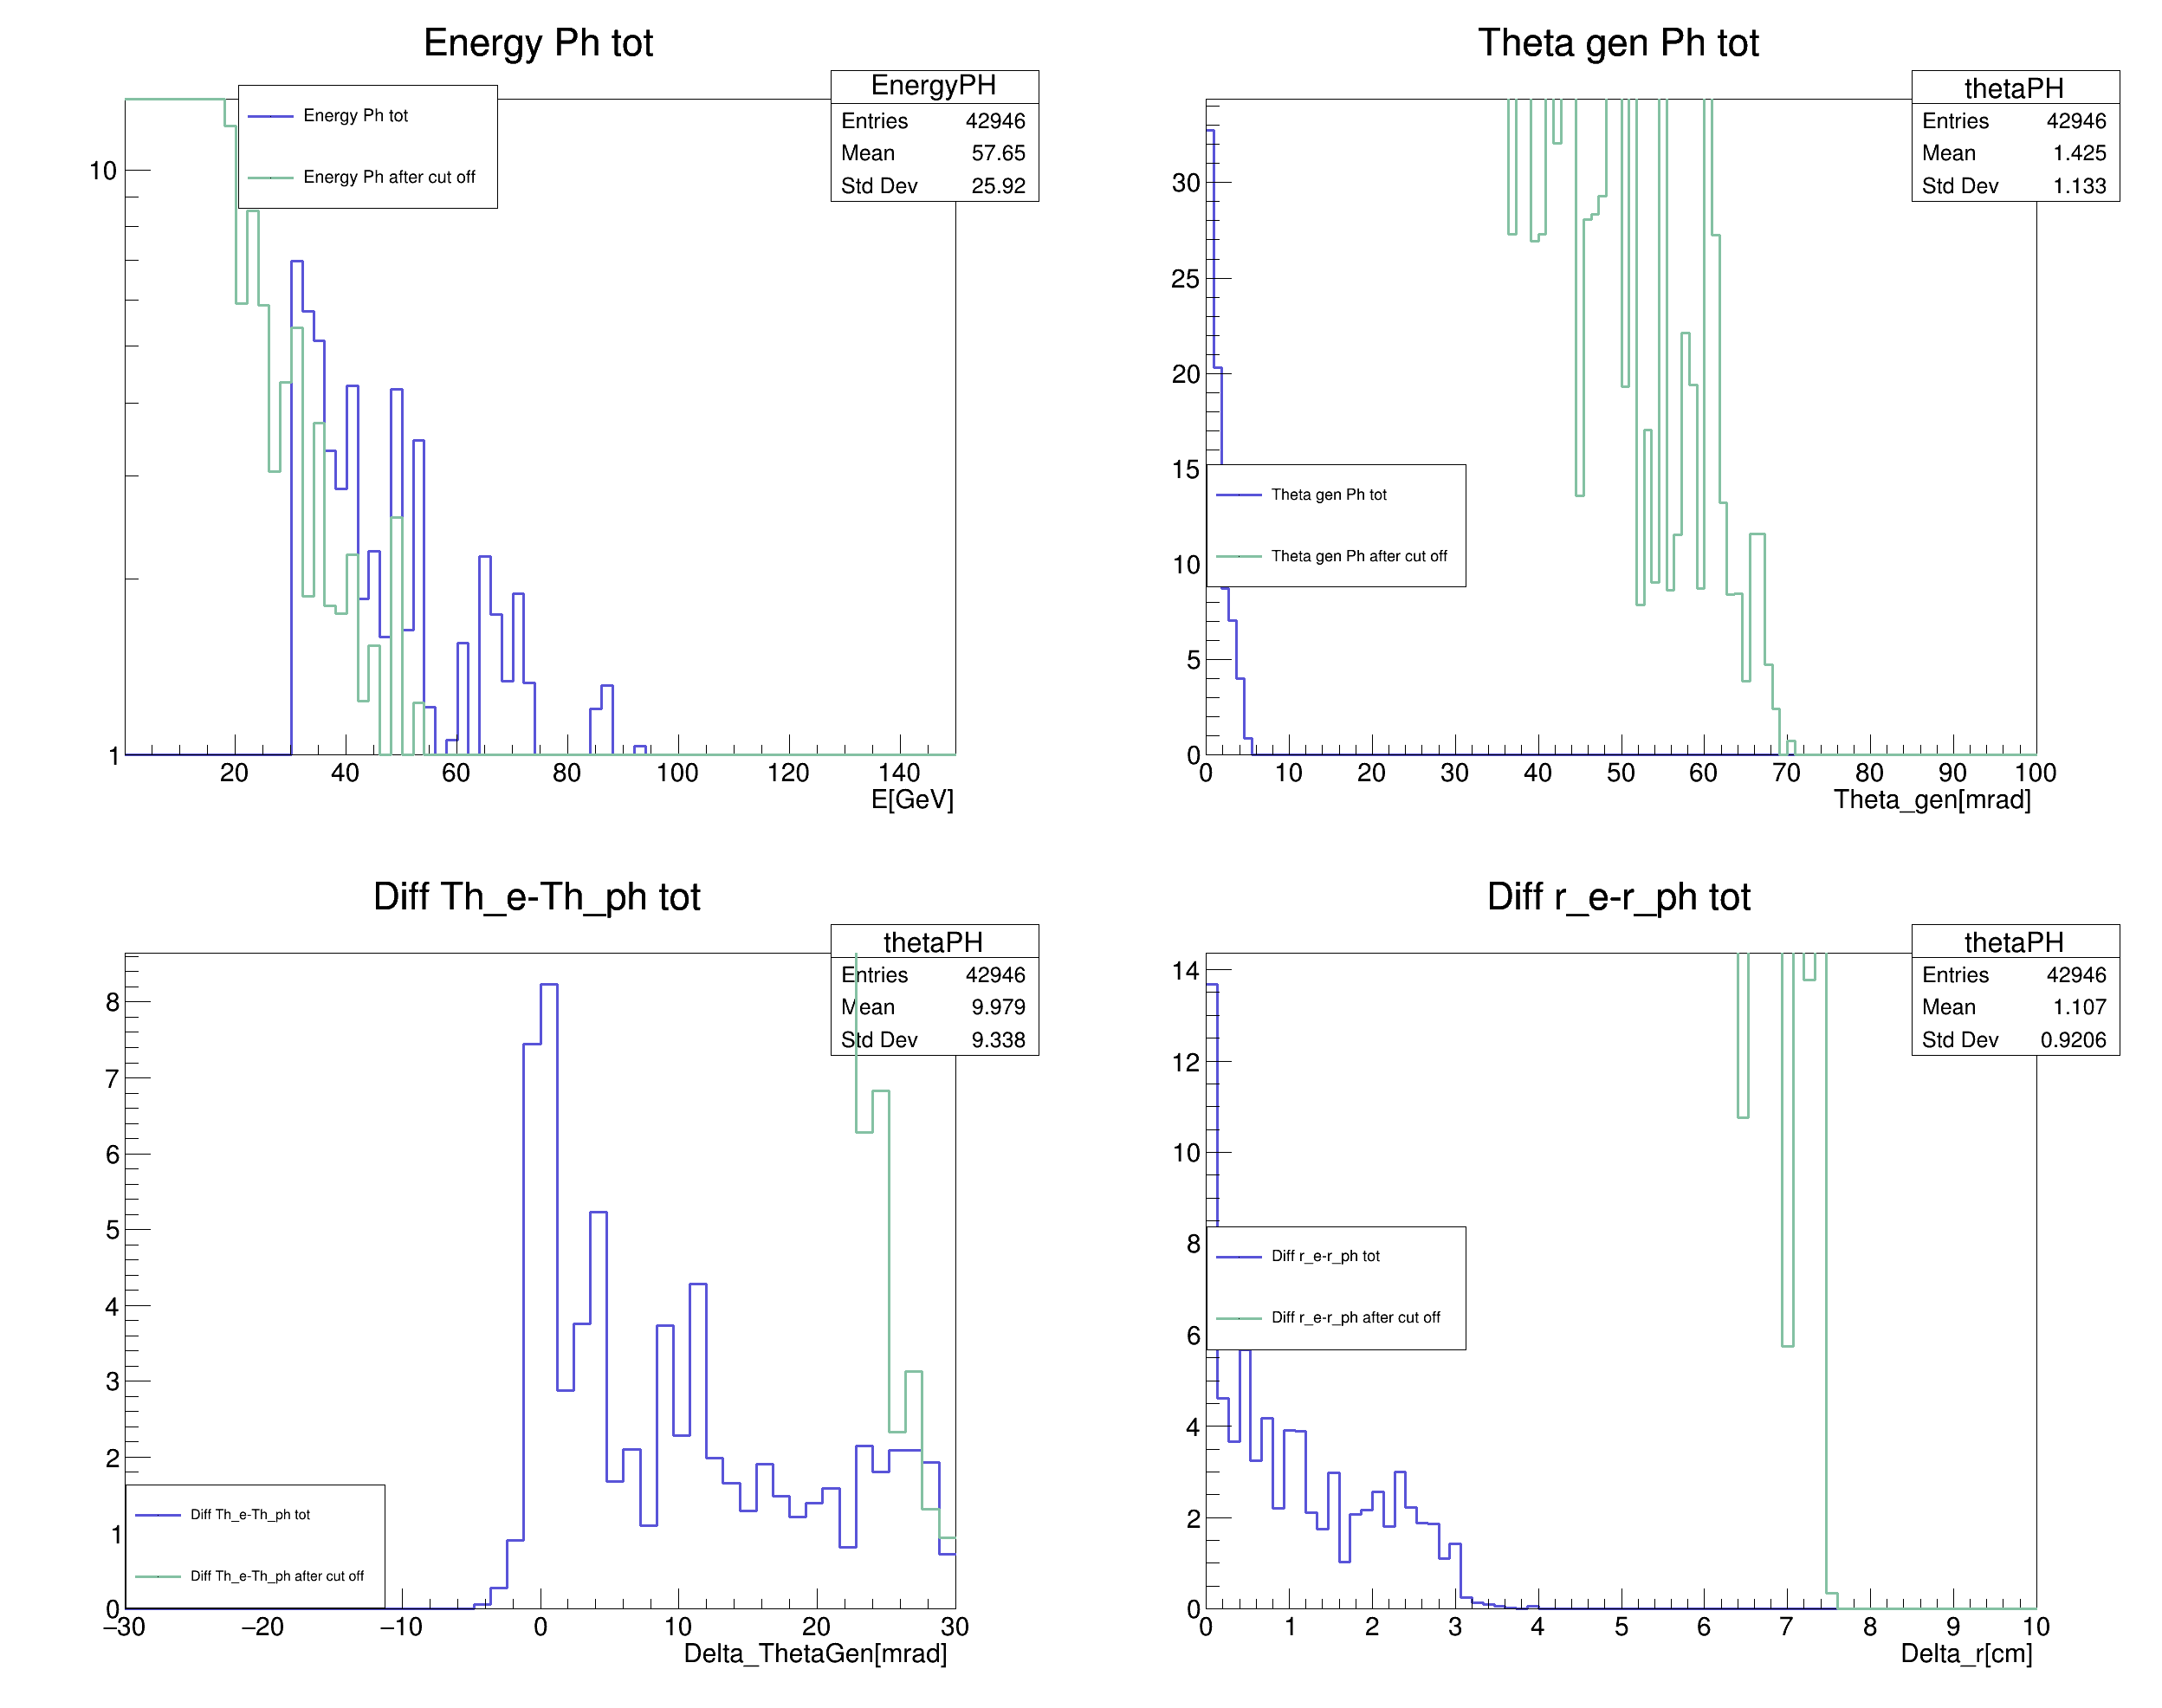 Energy Ph tot
EnergyPH
Entries 42946
Mean 57.65
Std Dev 25.92
Energy Ph tot
Energy Ph after cut off
10
1
20 40 60 80 100 120 140
E[GeV]
Theta gen Ph tot
thetaPH
Entries 42946
Mean 1.425
Std Dev 1.133
30
25
20
15
10
5
0
Theta gen Ph tot
Theta gen Ph after cut off
0 10 20 30 40 50 60 70 80 90 100
Theta_gen[mrad]
Diff Th_e-Th_ph tot
thetaPH
Entries 42946
Mean 9.979
Std Dev 9.338
8
7
6
5
4
3
2
1
0
Diff Th_e-Th_ph tot
Diff Th_e-Th_ph after cut off
−30 −20 −10 0 10 20 30
Delta_ThetaGen[mrad]
Diff r_e-r_ph tot
thetaPH
Entries 42946
Mean 1.107
Std Dev 0.9206
14
12
10
8
6
4
2
0
Diff r_e-r_ph tot
Diff r_e-r_ph after cut off
0 1 2 3 4 5 6 7 8 9 10
Delta_r[cm]